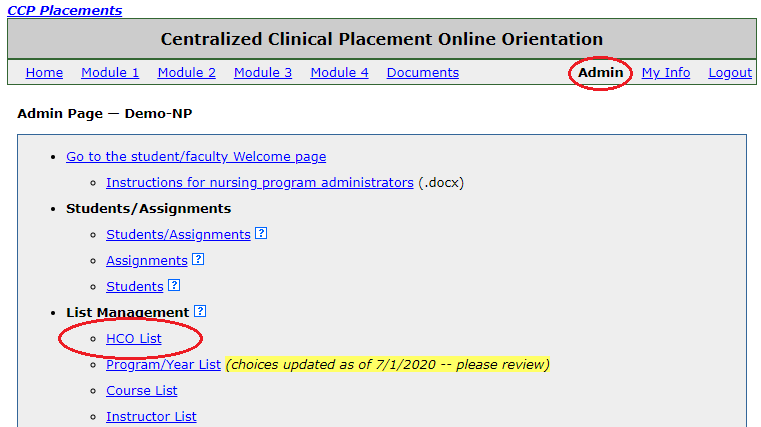 CCP Placements
Centralized Clinical Placement Online Orientation
Home Module 1 Module 2 Module 3 Module 4 Documents Admin My Info Logout
Admin Page — Demo-NP
• Go to the student/faculty Welcome page
◦ Instructions for nursing program administrators (.docx)
• Students/Assignments
◦ Students/Assignments ?
◦ Assignments ?
◦ Students ?
• List Management ?
◦ HCO List
◦ Program/Year List (choices updated as of 7/1/2020 -- please review)
◦ Course List
◦ Instructor List